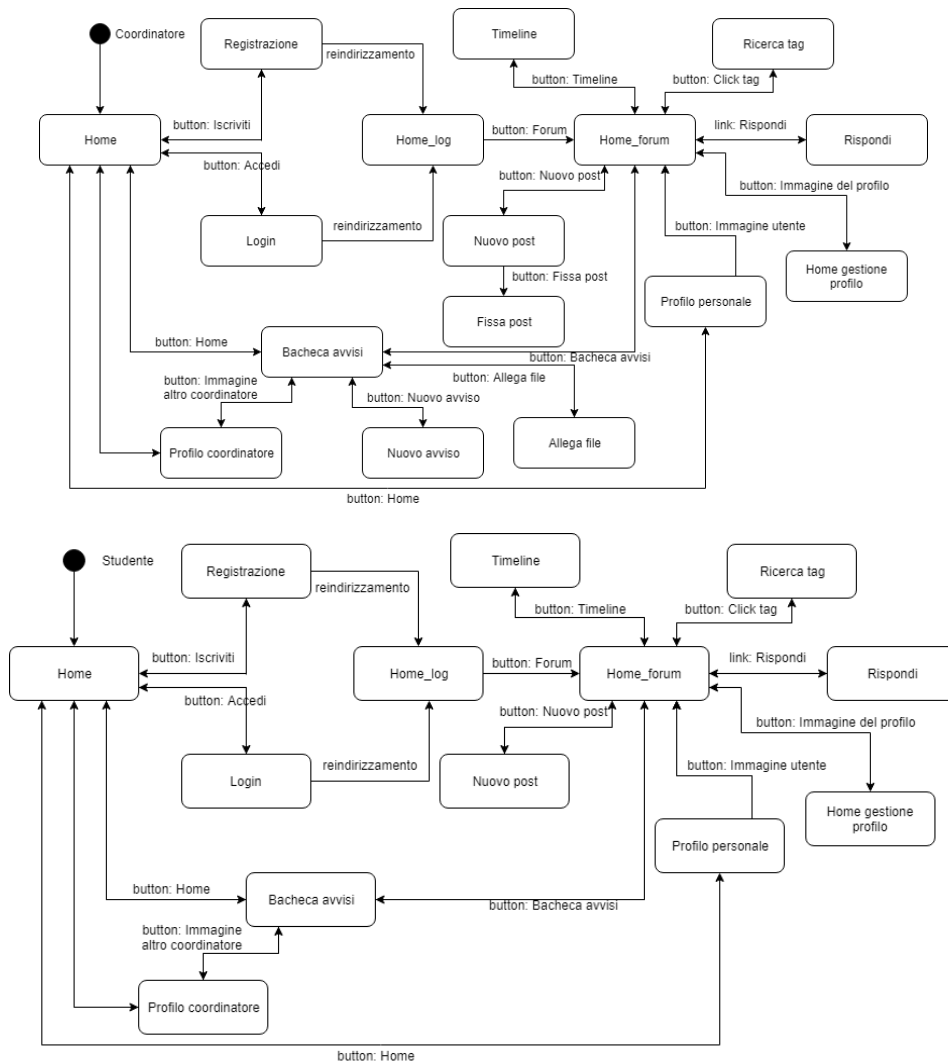 Coordinatore
Registrazione
reindirizzamento
Timeline
Ricerca tag
button: Timeline
button: Click tag
Home
button: Iscriviti
Home_log
button: Forum
Home_forum
link: Rispondi
Rispondi
button: Accedi
button: Nuovo post
button: Immagine del profilo
Login
reindirizzamento
Nuovo post
button: Immagine utente
Home gestione
profilo
button: Fissa post
Profilo personale
Fissa post
button: Home
Bacheca avvisi
button: Bacheca avvisi
button: Immagine
altro coordinatore
button: Allega file
button: Nuovo avviso
Profilo coordinatore
Nuovo avviso
Allega file
button: Home
Studente
Registrazione
reindirizzamento
Timeline
Ricerca tag
button: Timeline
button: Click tag
Home
button: Iscriviti
Home_log
button: Forum
Home_forum
link: Rispondi
Rispondi
button: Accedi
button: Nuovo post
button: Immagine del profilo
Login
reindirizzamento
Nuovo post
button: Immagine utente
Home gestione
profilo
Profilo personale
button: Home
Bacheca avvisi
button: Bacheca avvisi
button: Immagine
altro coordinatore
Profilo coordinatore
button: Home